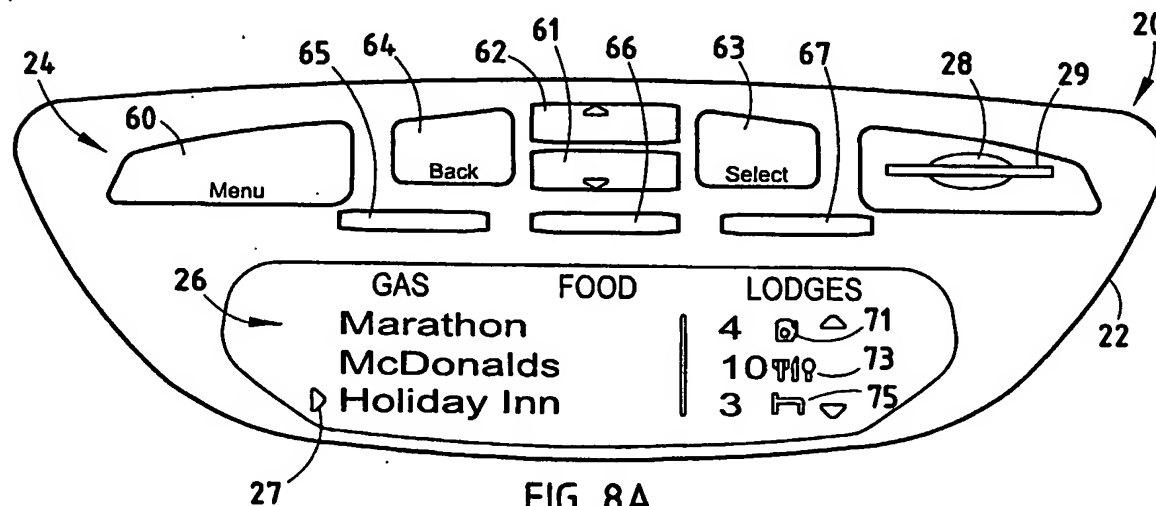 65 64 62 61 66 63 67 28 29 20
24 60
Menu Back Select
26 GAS FOOD LODGES
Marathon 4 71
McDonalds 10 73
Holiday Inn 3 75
22
27
FIG. 8A